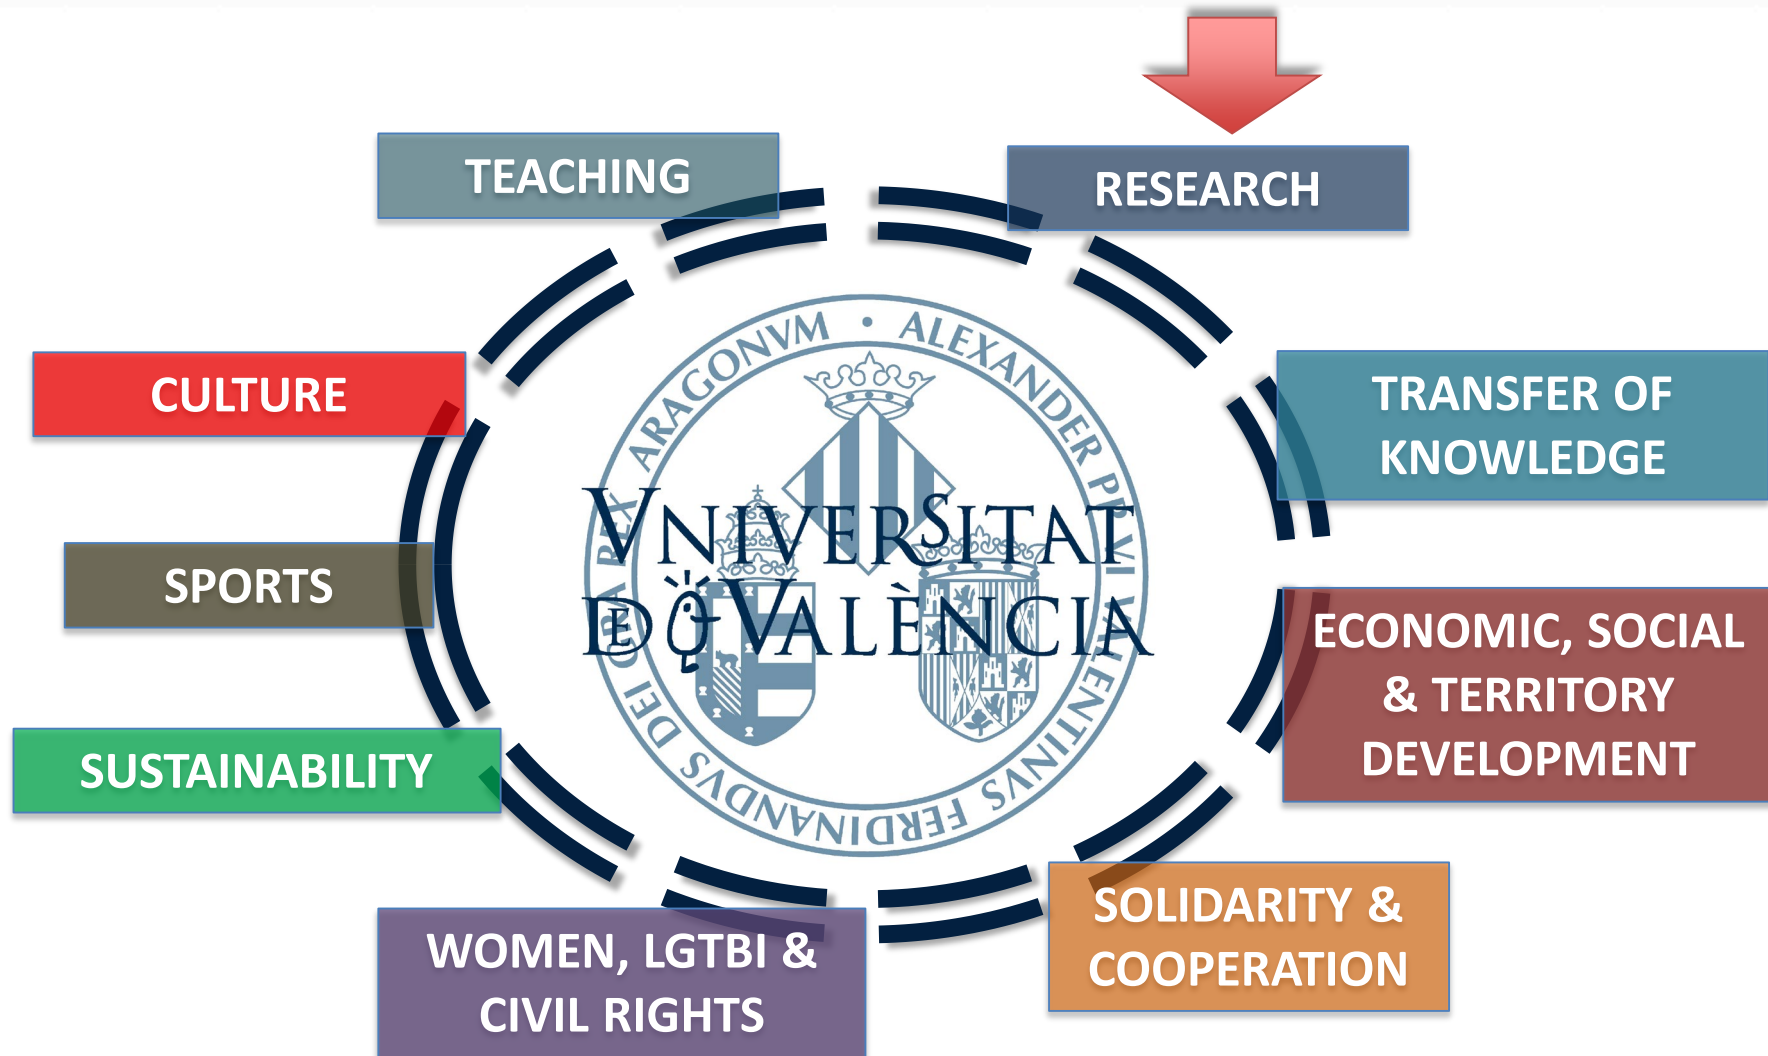 TEACHING
RESEARCH
CULTURE
TRANSFER OF
KNOWLEDGE
SPORTS
ECONOMIC, SOCIAL
& TERRITORY
DEVELOPMENT
SUSTAINABILITY
SOLIDARITY &
COOPERATION
WOMEN, LGTBI &
CIVIL RIGHTS
VNIVERSITAT
DE VALÈNCIA
ALEXANDER PP VI VALENTINVS FERDINANDVS DEI GRA REX ARAGONVM ·